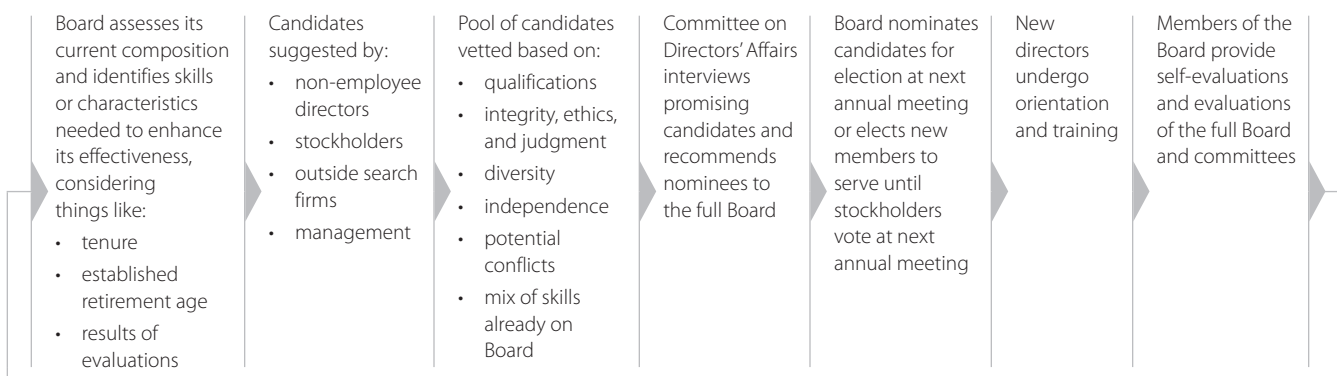 Board assesses its
current composition
and identifies skills
or characteristics
needed to enhance
its effectiveness,
considering
things like:
• tenure
• established
retirement age
• results of
evaluations
Candidates
suggested by:
• non-employee
directors
• stockholders
• outside search
firms
• management
Pool of candidates
vetted based on:
• qualifications
• integrity, ethics,
and judgment
• diversity
• independence
• potential
conflicts
• mix of skills
already on
Board
Committee on
Directors’ Affairs
interviews
promising
candidates and
recommends
nominees to
the full Board
Board nominates
candidates for
election at next
annual meeting
or elects new
members to
serve until
stockholders
vote at next
annual meeting
New
directors
undergo
orientation
and training
Members of the
Board provide
self-evaluations
and evaluations
of the full Board
and committees